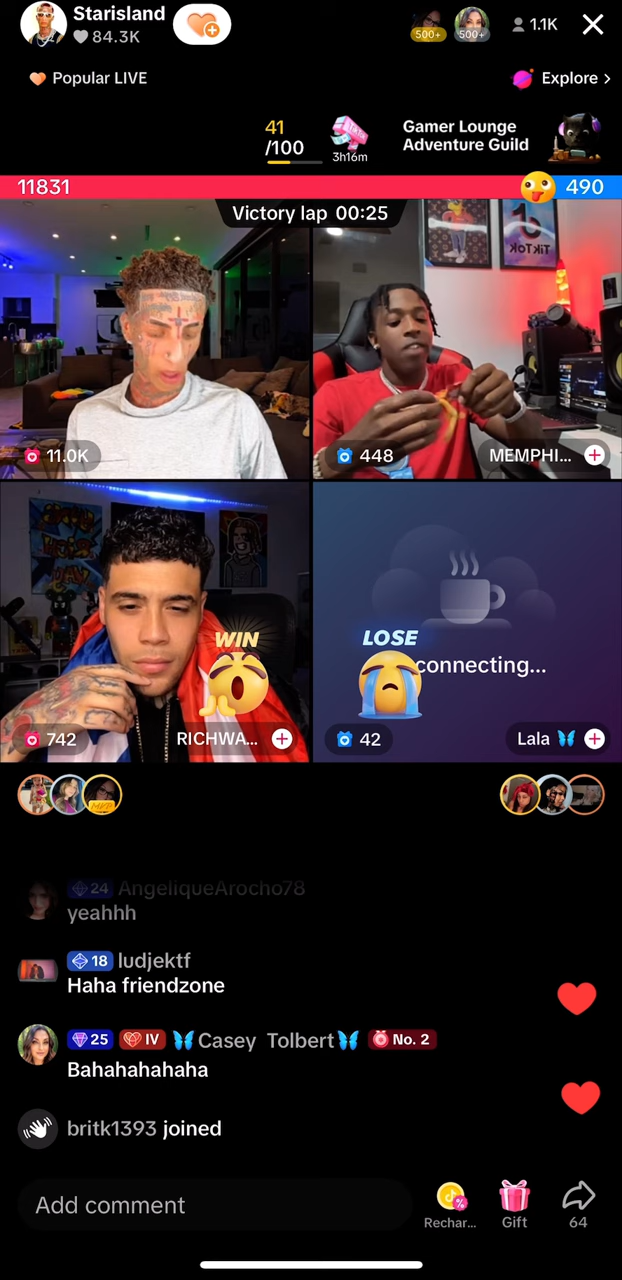 Starisland
84.3K
500+
500+
1.1K
Popular LIVE
Explore >
41
/100
3h16m
Gamer Lounge
Adventure Guild
11831
490
Victory lap 00:25
TikTok
11.0K
448
MEMPHI...
WIN
LOSE
connecting...
742
RICHWA...
42
Lala
24 AngeliqueArocho78
yeahhh
18 ludjektf
Haha friendzone
25 IV Casey Tolbert No. 2
Bahahahahaha
britk1393 joined
Add comment
Rechar...
Gift
64